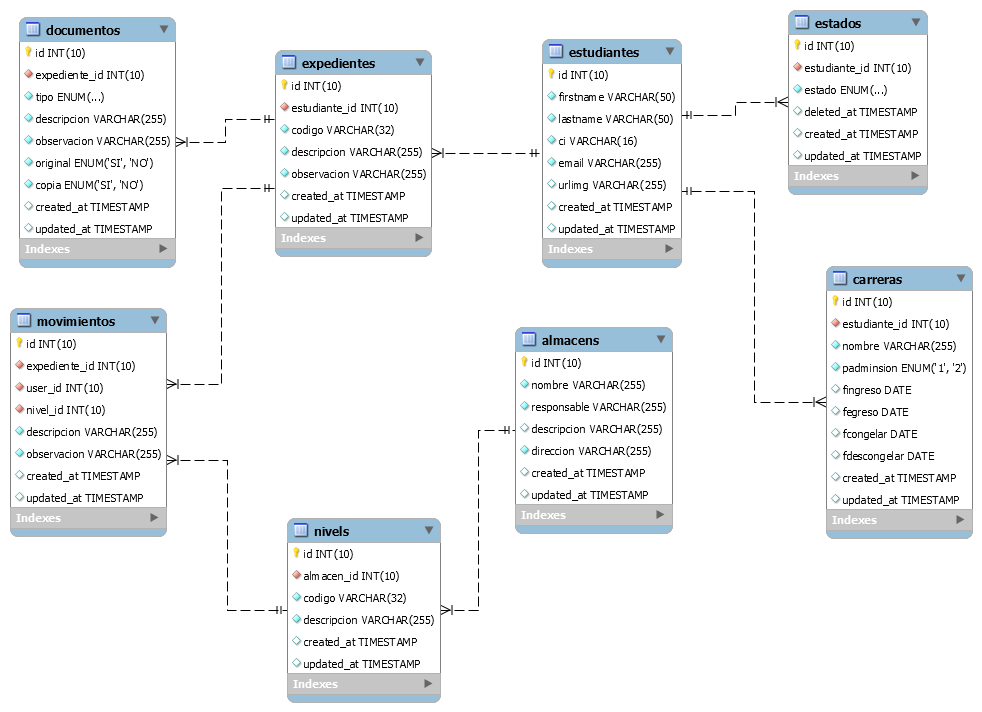 documentos
id INT(10)
expediente_id INT(10)
tipo ENUM(...)
descripcion VARCHAR(255)
observacion VARCHAR(255)
original ENUM('SI', 'NO')
copia ENUM('SI', 'NO')
created_at TIMESTAMP
updated_at TIMESTAMP
Indexes
expedientes
id INT(10)
estudiante_id INT(10)
codigo VARCHAR(32)
descripcion VARCHAR(255)
observacion VARCHAR(255)
created_at TIMESTAMP
updated_at TIMESTAMP
Indexes
estudiantes
id INT(10)
firstname VARCHAR(50)
lastname VARCHAR(50)
ci VARCHAR(16)
email VARCHAR(255)
urlimg VARCHAR(255)
created_at TIMESTAMP
updated_at TIMESTAMP
Indexes
estados
id INT(10)
estudiante_id INT(10)
estado ENUM(...)
deleted_at TIMESTAMP
created_at TIMESTAMP
updated_at TIMESTAMP
Indexes
movimientos
id INT(10)
expediente_id INT(10)
user_id INT(10)
nivel_id INT(10)
descripcion VARCHAR(255)
observacion VARCHAR(255)
created_at TIMESTAMP
updated_at TIMESTAMP
Indexes
almacens
id INT(10)
nombre VARCHAR(255)
responsable VARCHAR(255)
descripcion VARCHAR(255)
direccion VARCHAR(255)
created_at TIMESTAMP
updated_at TIMESTAMP
Indexes
carreras
id INT(10)
estudiante_id INT(10)
nombre VARCHAR(255)
padminsion ENUM('1', '2')
fingreso DATE
fegreso DATE
fcongelar DATE
fdescongelar DATE
created_at TIMESTAMP
updated_at TIMESTAMP
Indexes
nivels
id INT(10)
almacen_id INT(10)
codigo VARCHAR(32)
descripcion VARCHAR(255)
created_at TIMESTAMP
updated_at TIMESTAMP
Indexes